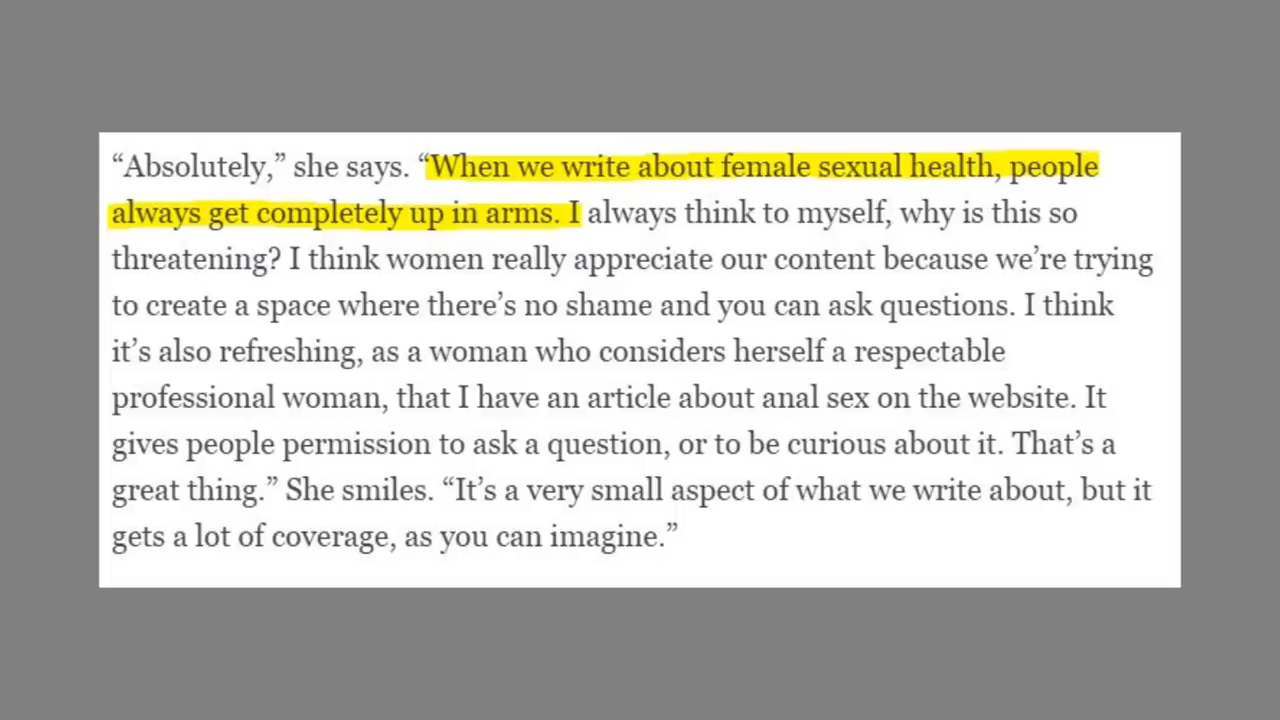 “Absolutely,” she says. “When we write about female sexual health, people
always get completely up in arms. I always think to myself, why is this so
threatening? I think women really appreciate our content because we’re trying
to create a space where there’s no shame and you can ask questions. I think
it’s also refreshing, as a woman who considers herself a respectable
professional woman, that I have an article about anal sex on the website. It
gives people permission to ask a question, or to be curious about it. That’s a
great thing.” She smiles. “It’s a very small aspect of what we write about, but it
gets a lot of coverage, as you can imagine.”